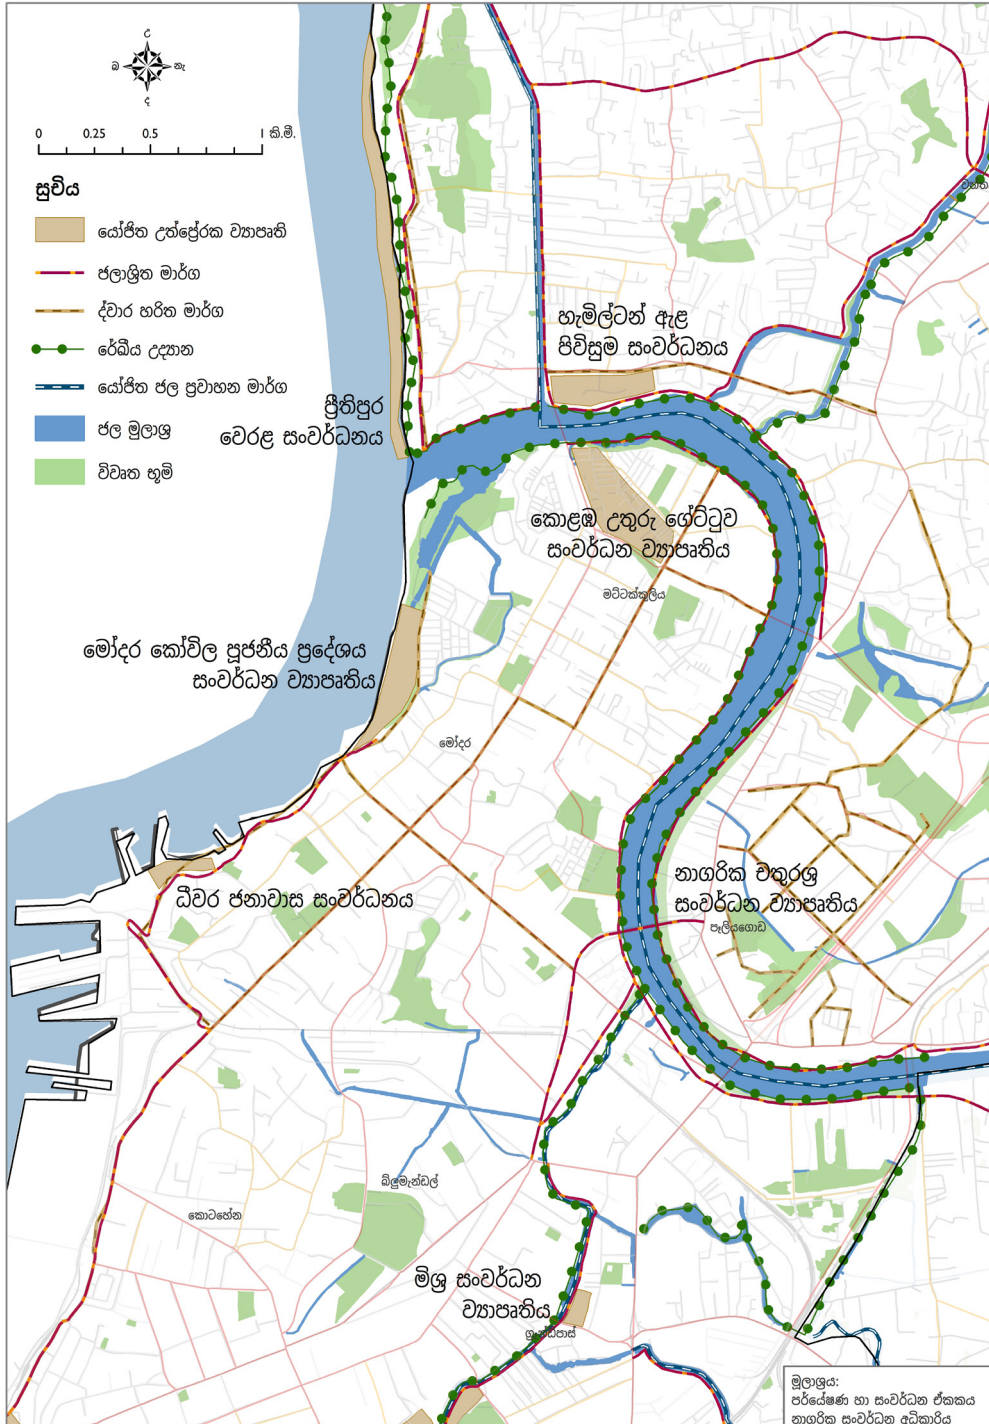 උ
බ
නැ
ද
0 0.25 0.5 1 කි.මී.
සූචිය
යෝජිත උත්ප්‍රේරක ව්‍යාපෘති
ජලාශ්‍රිත මාර්ග
ද්වාර හරිත මාර්ග
රේඛීය උද්‍යාන
යෝජිත ජල ප්‍රවාහන මාර්ග
ජල මුලාශ්‍ර
විවෘත භූමි
හැමිල්ටන් ඇළ
පිවිසුම සංවර්ධනය
ප්‍රීතිපුර
වෙරළ සංවර්ධනය
කොළඹ උතුරු ගේට්ටුව
සංවර්ධන ව්‍යාපෘතිය
මට්ටක්කුලිය
මෝදර කෝවිල පූජනීය ප්‍රදේශය
සංවර්ධන ව්‍යාපෘතිය
මෝදර
ධීවර ජනාවාස සංවර්ධනය
නාගරික චතුරශ්‍ර
සංවර්ධන ව්‍යාපෘතිය
පෑලියගොඩ
බ්ලුමැන්ඩල්
කොටහේන
මිශ්‍ර සංවර්ධන
ව්‍යාපෘතිය
ග්‍රෑන්ඩ්පාස්
මූලාශ්‍රය:
පර්යේෂණ හා සංවර්ධන ඒකකය
නාගරික සංවර්ධන අධිකාරිය